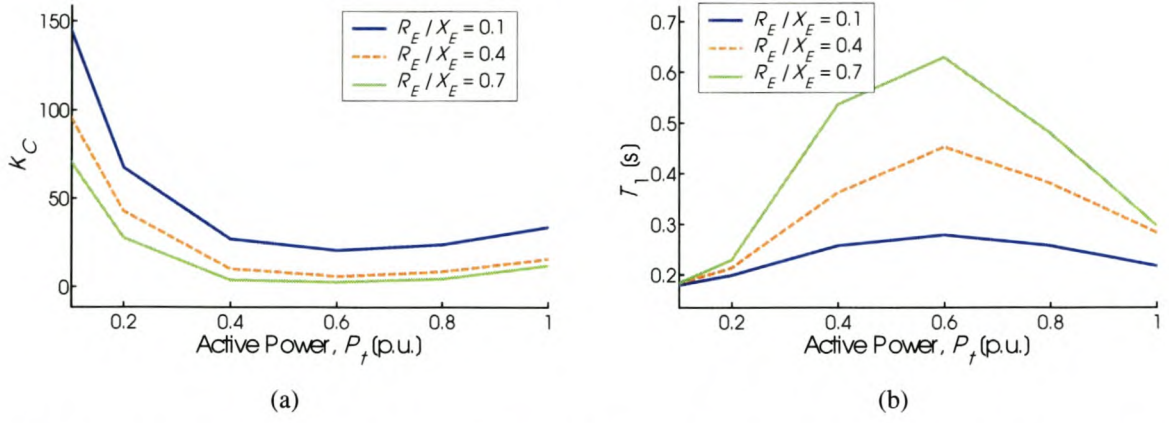 150
100
50
0
k_C
R_E / X_E = 0.1
R_E / X_E = 0.4
R_E / X_E = 0.7
0.2 0.4 0.6 0.8 1
Active Power, P_t (p.u.)
(a)
0.7
0.6
0.5
0.4
0.3
0.2
T_1 (s)
R_E / X_E = 0.1
R_E / X_E = 0.4
R_E / X_E = 0.7
0.2 0.4 0.6 0.8 1
Active Power, P_t (p.u.)
(b)